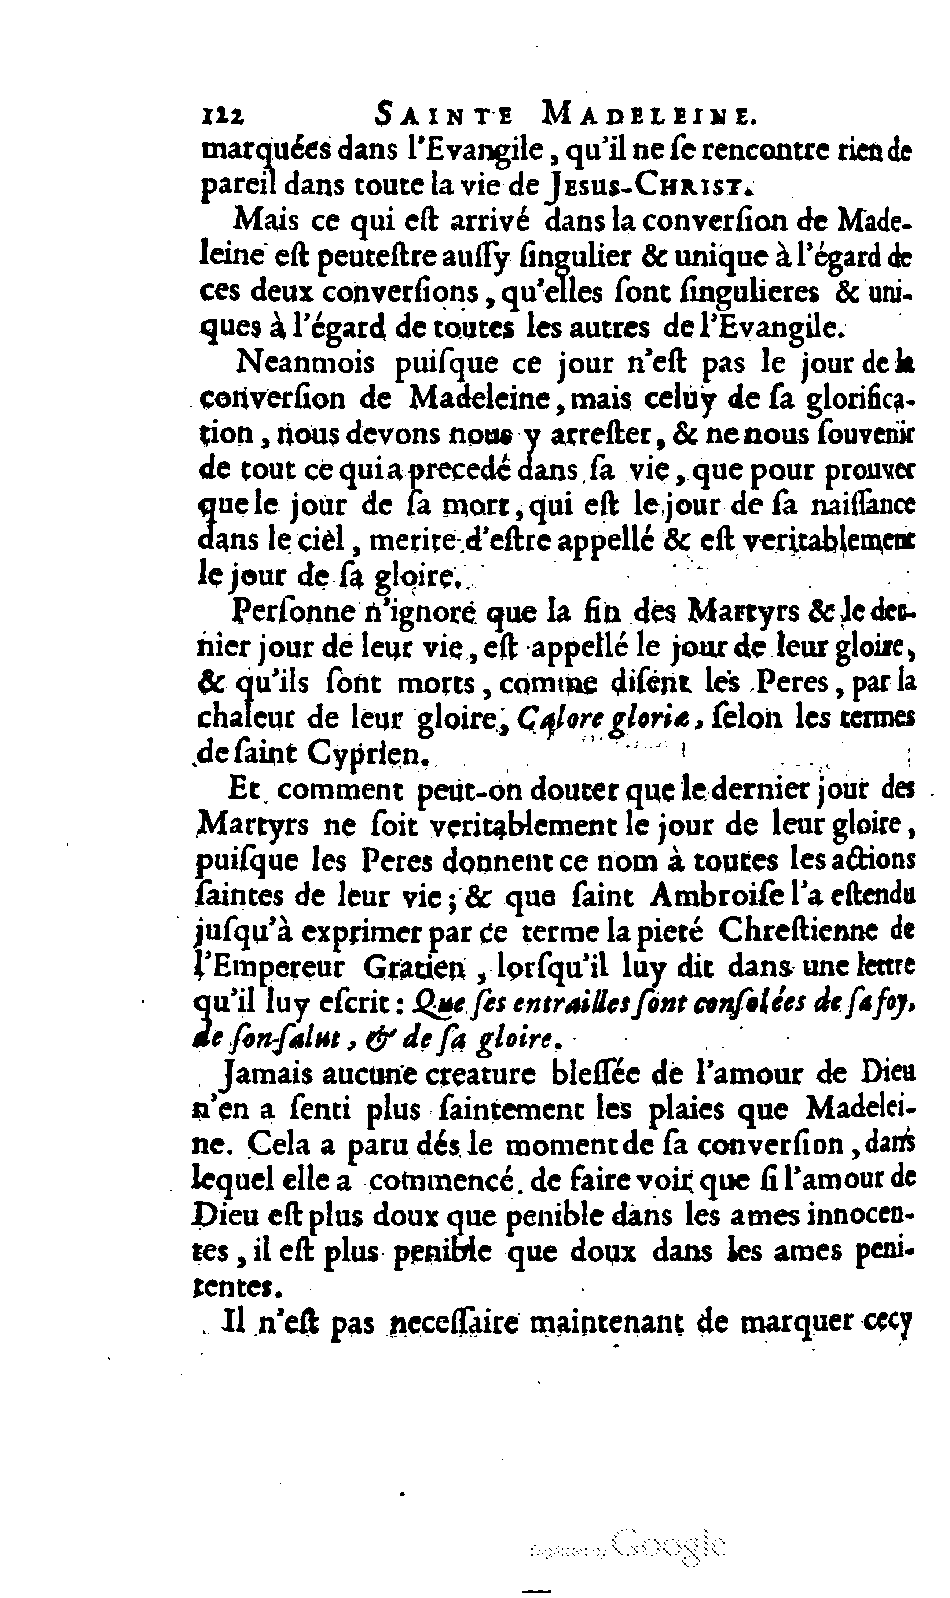 122 SAINTE MADELEINE.
marquées dans l'Evangile, qu'il ne ſe rencontre rien de
pareil dans toute la vie de JESUS-CHRIST.
Mais ce qui eſt arrivé dans la converſion de Made-
leine eſt peuteſtre auſſy ſingulier & unique à l'égard de
ces deux converſions, qu'elles ſont ſingulieres & uni-
ques à l'égard de toutes les autres de l'Evangile.
Neanmois puiſque ce jour n'eſt pas le jour de la
converſion de Madeleine, mais celuy de ſa glorifica-
tion, nous devons nous y arreſter, & ne nous ſouvenir
de tout ce qui a precedé dans ſa vie, que pour prouver
que le jour de ſa mort, qui eſt le jour de ſa naiſſance
dans le ciel, merite d'eſtre appellé & eſt veritablement
le jour de ſa gloire.
Perſonne n'ignore que la fin des Martyrs & le der-
nier jour de leur vie, eſt appellé le jour de leur gloire,
& qu'ils ſont morts, comme diſent les Peres, par la
chaleur de leur gloire, Calore gloriæ, ſelon les termes
de ſaint Cyprien.
Et comment peut-on douter que le dernier jour des
Martyrs ne ſoit veritablement le jour de leur gloire,
puiſque les Peres donnent ce nom à toutes les actions
ſaintes de leur vie; & que ſaint Ambroiſe l'a eſtendu
juſqu'à exprimer par ce terme la pieté Chreſtienne de
l'Empereur Gratien, lorſqu'il luy dit dans une lettre
qu'il luy eſcrit: Que ſes entrailles ſont conſolées de ſa foy,
de ſon ſalut, & de ſa gloire.
Jamais aucune creature bleſſée de l'amour de Dieu
n'en a ſenti plus ſaintement les plaies que Madelei-
ne. Cela a paru dés le moment de ſa converſion, dans
lequel elle a commencé de faire voir que ſi l'amour de
Dieu eſt plus doux que penible dans les ames innocen-
tes, il eſt plus penible que doux dans les ames peni-
tentes.
Il n'eſt pas neceſſaire maintenant de marquer cecy
Digitized by Google